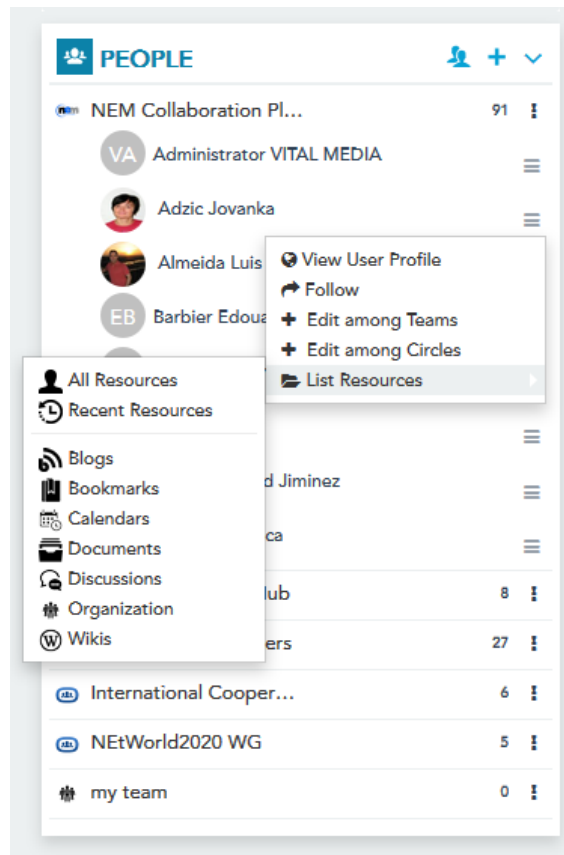 PEOPLE
nem NEM Collaboration Pl... 91
VA Administrator VITAL MEDIA
Adzic Jovanka
Almeida Luis
EB Barbier Edoua
View User Profile
Follow
Edit among Teams
Edit among Circles
List Resources
All Resources
Recent Resources
Blogs
Bookmarks
Calendars
Documents
Discussions
Organization
Wikis
d Jiminez
ca
ub 8
ers 27
International Cooper... 6
NEtWorld2020 WG 5
my team 0